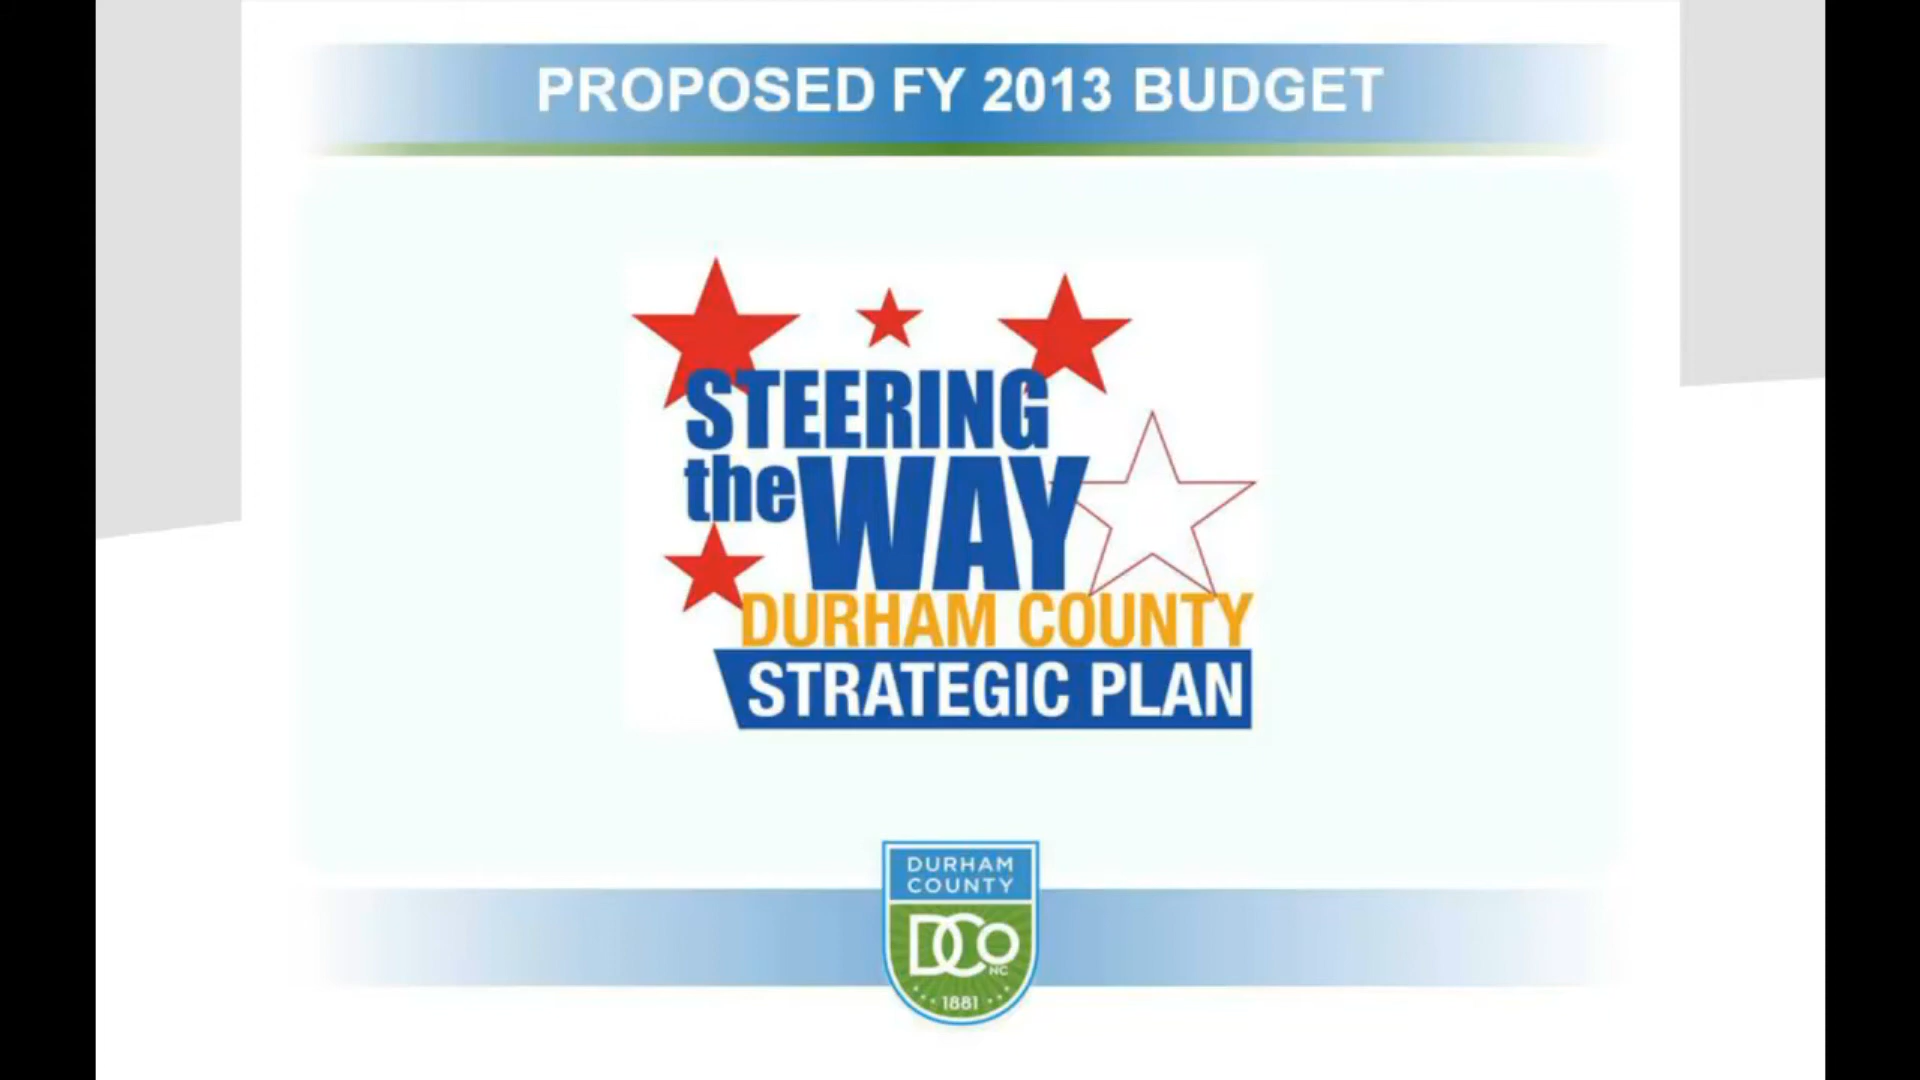 PROPOSED FY 2013 BUDGET
STEERING
the WAY
DURHAM COUNTY
STRATEGIC PLAN
DURHAM
COUNTY
DCo
NC
1881